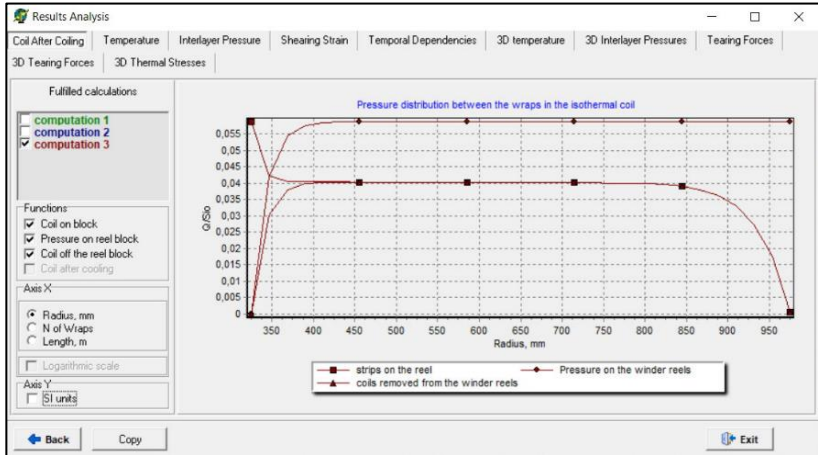 Results Analysis
Coil After Coiling Temperature Interlayer Pressure Shearing Strain Temporal Dependencies 3D temperature 3D Interlayer Pressures Tearing Forces
3D Tearing Forces 3D Thermal Stresses
Fulfilled calculations
computation 1
computation 2
computation 3
Functions
Coil on block
Pressure on reel block
Coil off the reel block
Coil after cooling
Axis X
Radius, mm
N of Wraps
Length, m
Logarithmic scale
Axis Y
SI units
Pressure distribution between the wraps in the isothermal coil
Q/Sio
0,055
0,05
0,045
0,04
0,035
0,03
0,025
0,02
0,015
0,01
0,005
0
350 400 450 500 550 600 650 700 750 800 850 900 950
Radius, mm
strips on the reel Pressure on the winder reels
coils removed from the winder reels
Back Copy Exit